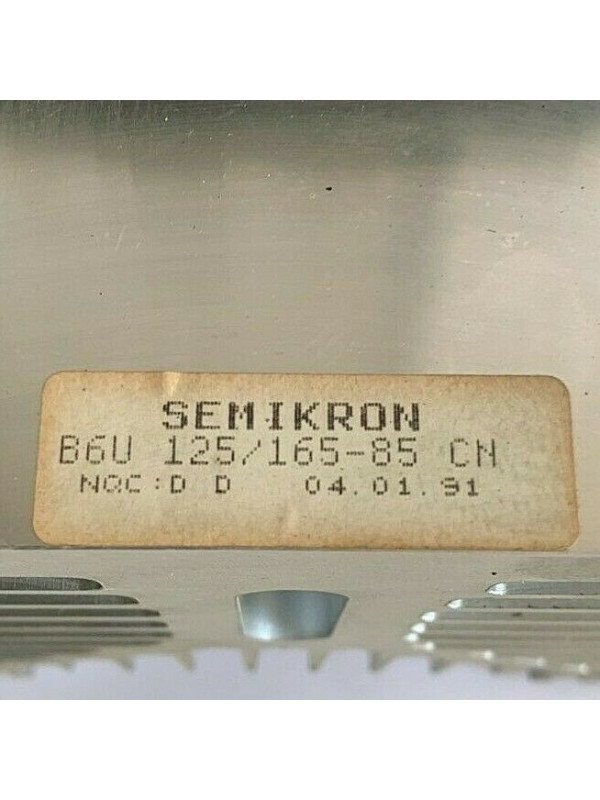 SEMIKRON
B6U 125/165-85 CN
NQC:D D 04.01.91